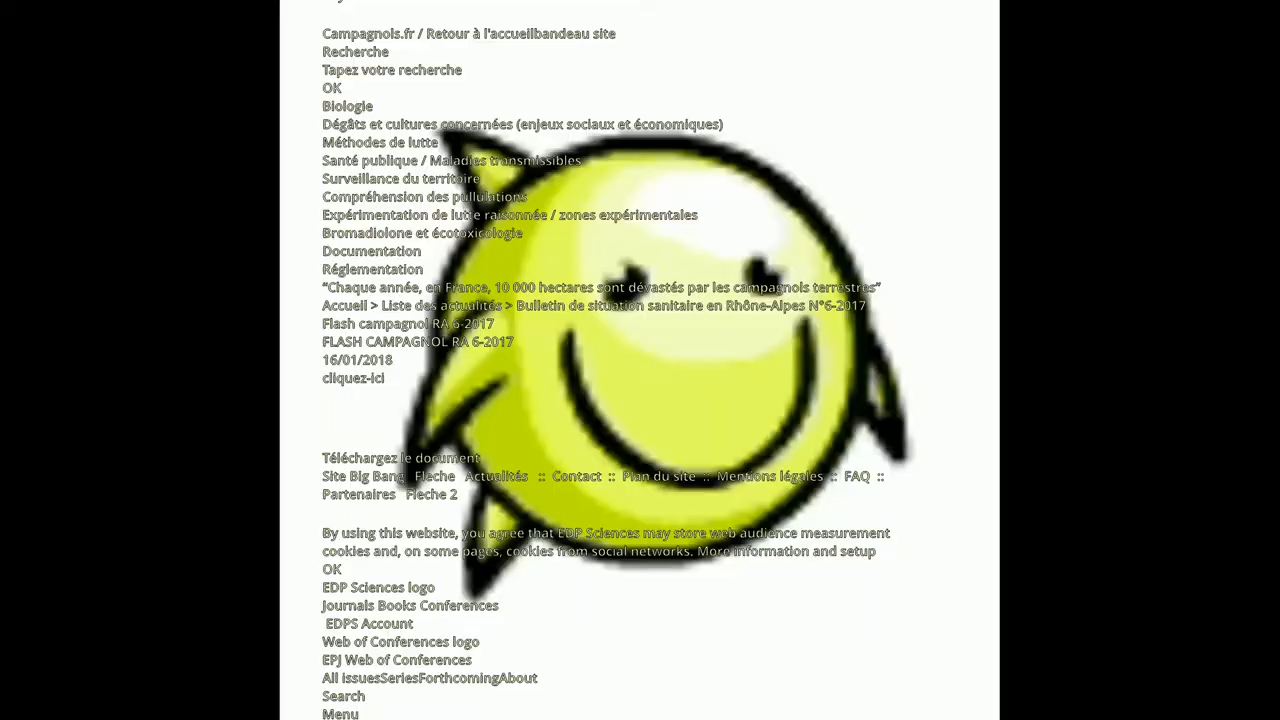 Campagnols.fr / Retour à l'accueilbandeau site
Recherche
Tapez votre recherche
OK
Biologie
Dégâts et cultures concernées (enjeux sociaux et économiques)
Méthodes de lutte
Santé publique / Maladies transmissibles
Surveillance du territoire
Compréhension des pullulations
Expérimentation de lutte raisonnée / zones expérimentales
Bromadiolone et écotoxicologie
Documentation
Réglementation
“Chaque année, en France, 10 000 hectares sont dévastés par les campagnols terrestres”
Accueil > Liste des actualités > Bulletin de situation sanitaire en Rhône-Alpes N°6-2017
Flash campagnol RA 6-2017
FLASH CAMPAGNOL RA 6-2017
16/01/2018
cliquez-ici
Téléchargez le document
Site Big Bang Fleche Actualités :: Contact :: Plan du site :: Mentions légales :: FAQ ::
Partenaires Fleche 2
By using this website, you agree that EDP Sciences may store web audience measurement
cookies and, on some pages, cookies from social networks. More information and setup
OK
EDP Sciences logo
Journals Books Conferences
EDPS Account
Web of Conferences logo
EPJ Web of Conferences
All issuesSeriesForthcomingAbout
Search
Menu